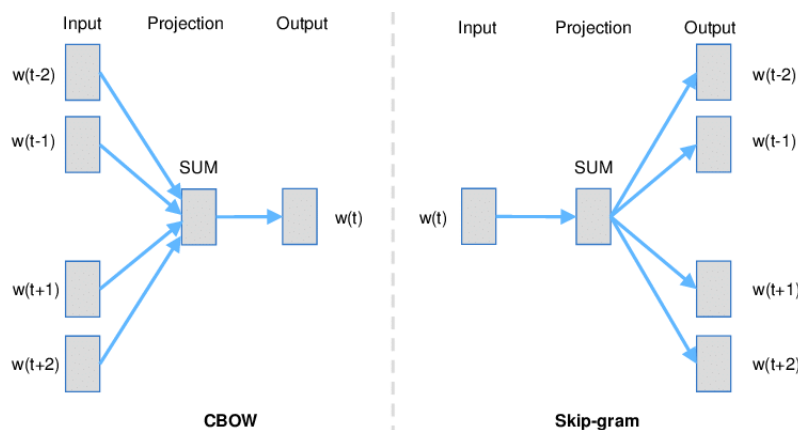 Input Projection Output
w(t-2)
w(t-1)
SUM
w(t)
w(t+1)
w(t+2)
CBOW
Input Projection Output
w(t-2)
w(t-1)
SUM
w(t)
w(t+1)
w(t+2)
Skip-gram